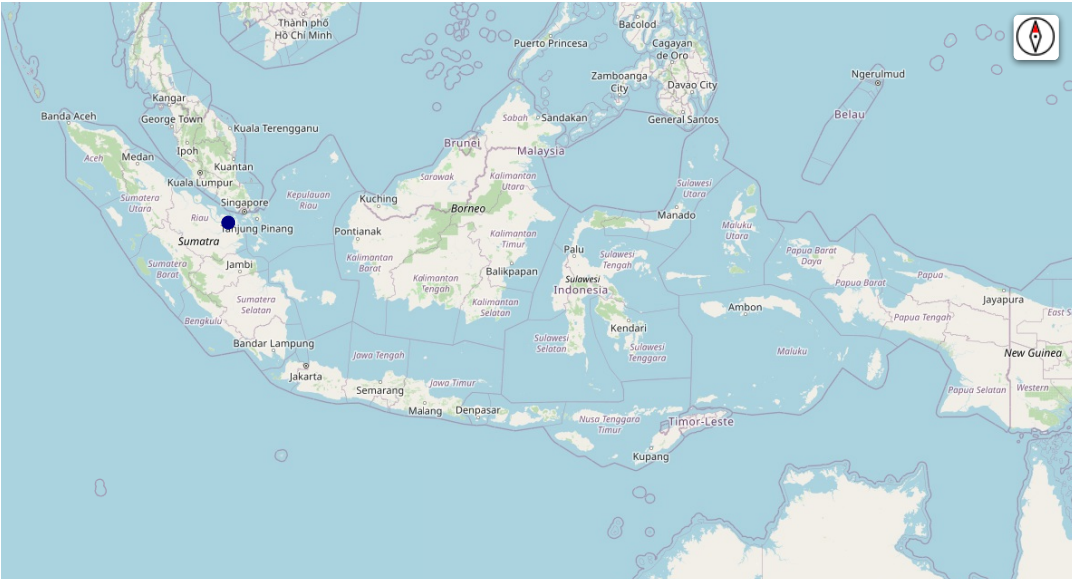 Thành phố
Hồ Chí Minh
Bacolod
Puerto Princesa
Cagayan
de Oro
Zamboanga
City
Davao City
Ngerulmud
Kangar
Banda Aceh
George Town
Kuala Terengganu
Sabah
Sandakan
General Santos
Belau
Brunei
Malaysia
Ipoh
Aceh
Medan
Kuantan
Kuala Lumpur
Sarawak
Kalimantan
Utara
Sulawesi
Utara
Sumatera
Utara
Kepulauan
Riau
Singapore
Kuching
Borneo
Riau
Tanjung Pinang
Manado
Maluku
Utara
Pontianak
Kalimantan
Timur
Sumatra
Palu
Sulawesi
Tengah
Papua Barat
Daya
Kalimantan
Barat
Sumatera
Barat
Jambi
Balikpapan
Papua
Kalimantan
Tengah
Sulawesi
Indonesia
Papua Barat
Sumatera
Selatan
Kalimantan
Selatan
Jayapura
Ambon
Papua Tengah
East S
Bengkulu
Kendari
Bandar Lampung
Sulawesi
Selatan
Sulawesi
Tenggara
Maluku
New Guinea
Jawa Tengah
Jakarta
Semarang
Jawa Timur
Papua Selatan
Western
Malang
Denpasar
Nusa Tenggara
Timur
Timor-Leste
Kupang